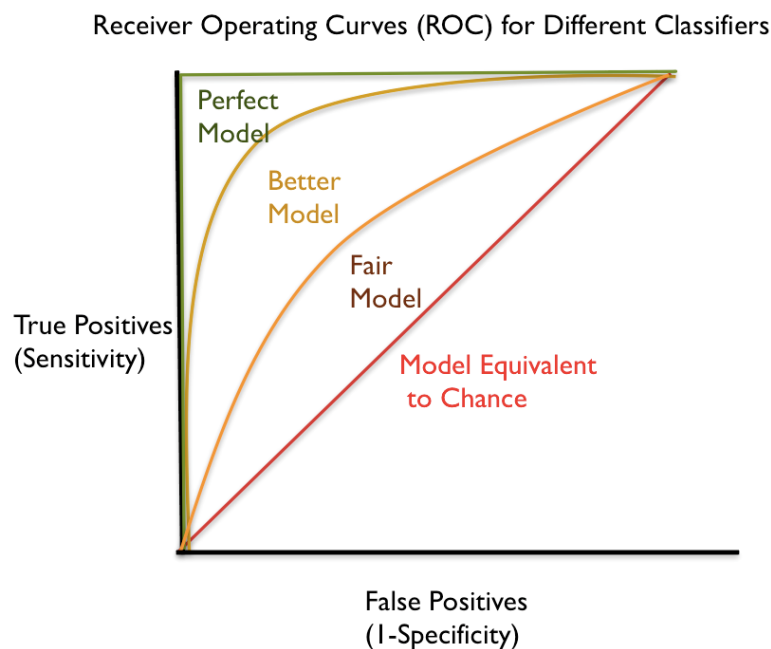 Receiver Operating Curves (ROC) for Different Classifiers
Perfect
Model
Better
Model
Fair
Model
True Positives
(Sensitivity)
Model Equivalent
to Chance
False Positives
(1-Specificity)